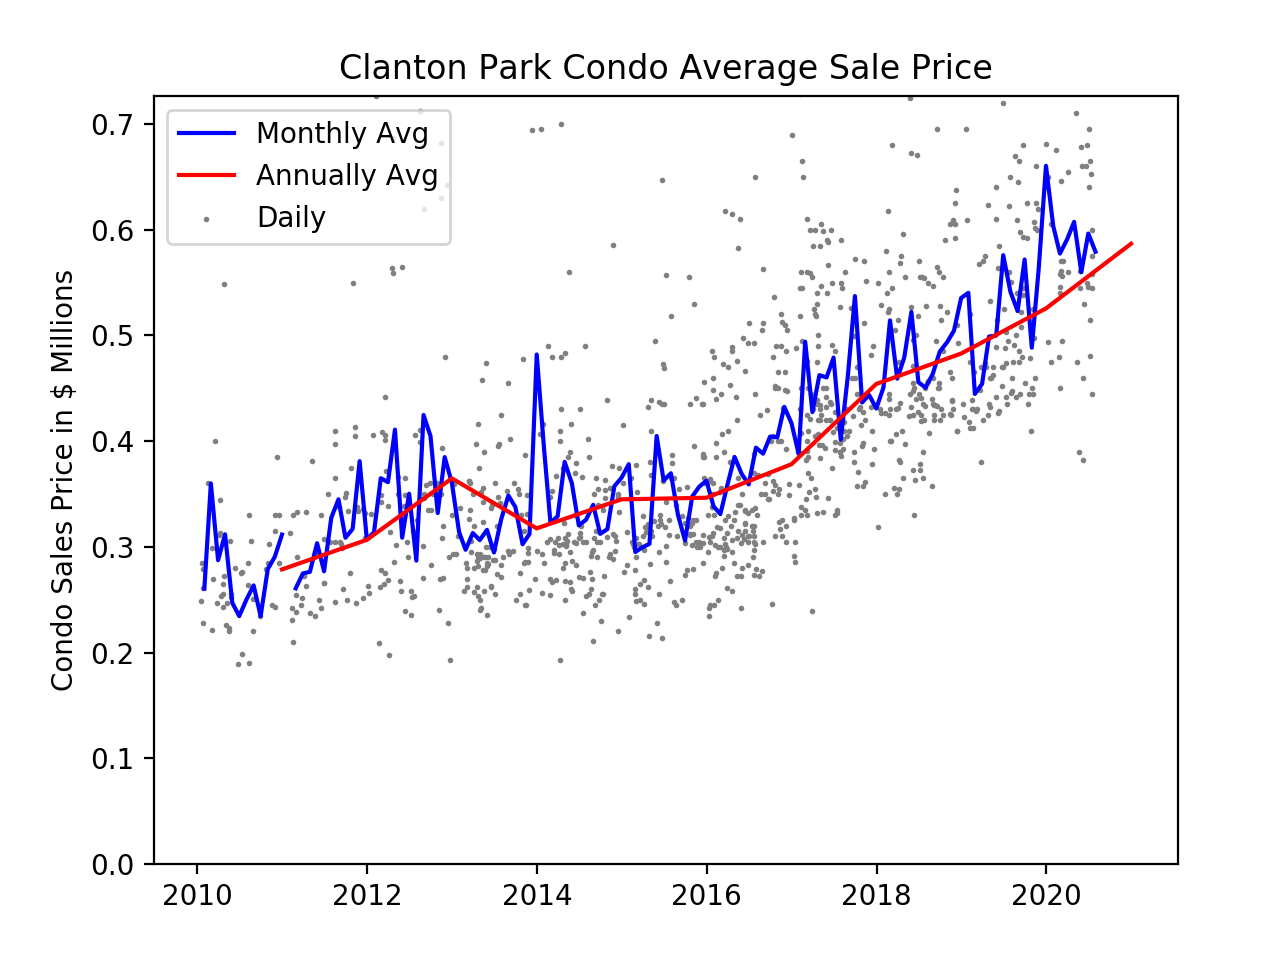 Clanton Park Condo Average Sale Price
Monthly Avg
Annually Avg
Daily
Condo Sales Price in $ Millions
0.7
0.6
0.5
0.4
0.3
0.2
0.1
0.0
2010 2012 2014 2016 2018 2020